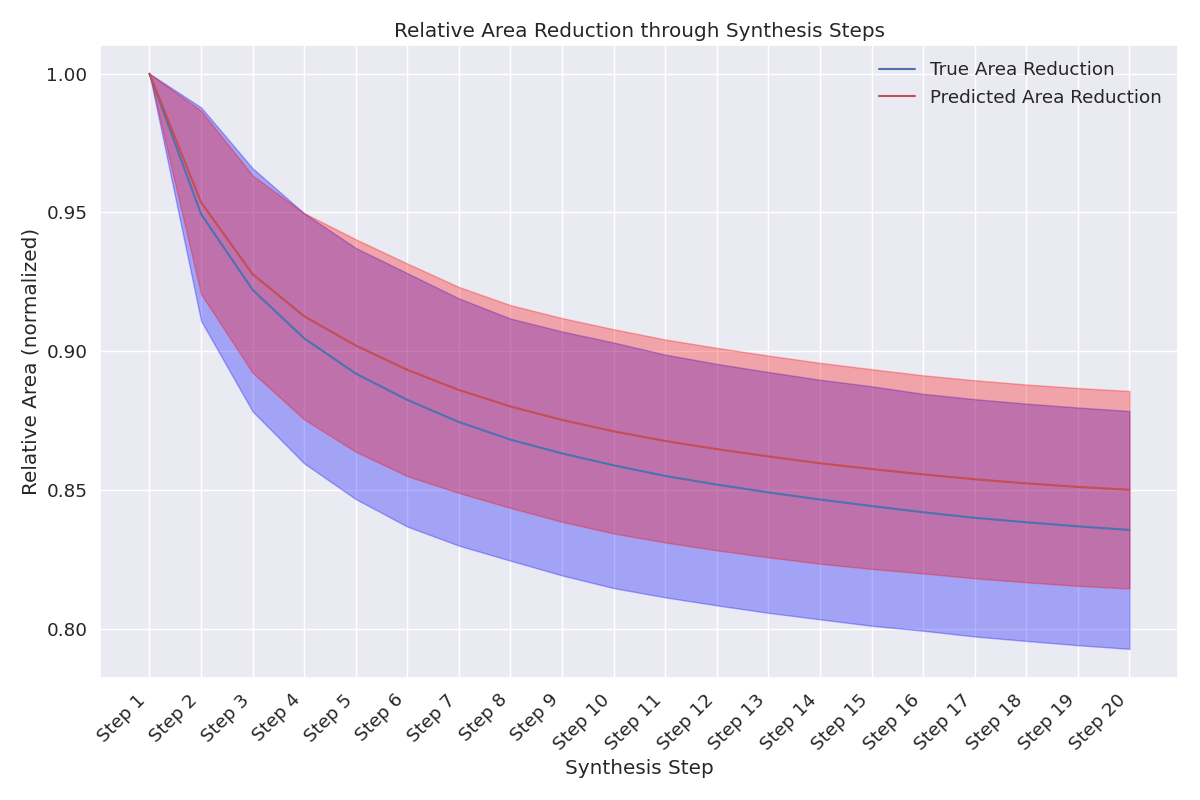 Relative Area Reduction through Synthesis Steps
True Area Reduction
Predicted Area Reduction
Relative Area (normalized)
1.00
0.95
0.90
0.85
0.80
Step 1
Step 2
Step 3
Step 4
Step 5
Step 6
Step 7
Step 8
Step 9
Step 10
Step 11
Step 12
Step 13
Step 14
Step 15
Step 16
Step 17
Step 18
Step 19
Step 20
Synthesis Step